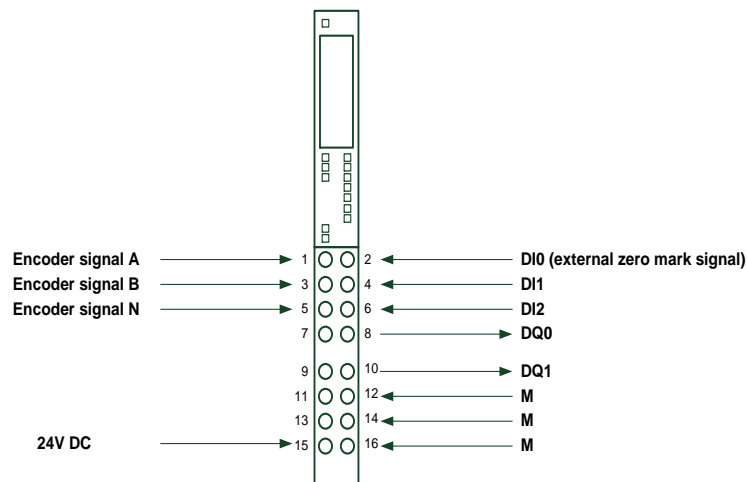 Encoder signal A 1 2 DI0 (external zero mark signal)
Encoder signal B 3 4 DI1
Encoder signal N 5 6 DI2
7 8 DQ0
9 10 DQ1
11 12 M
13 14 M
24V DC 15 16 M